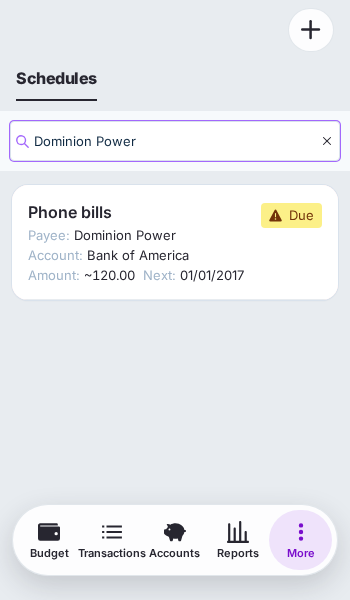 Schedules
Dominion Power
Phone bills
Due
Payee: Dominion Power
Account: Bank of America
Amount: ~120.00 Next: 01/01/2017
Budget Transactions Accounts Reports More